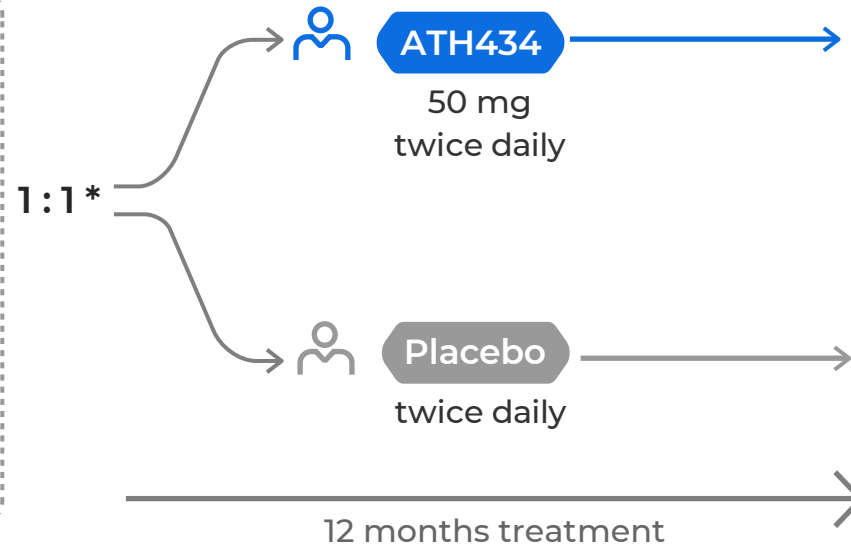 ATH434
50 mg
twice daily
1:1*
Placebo
twice daily
12 months treatment